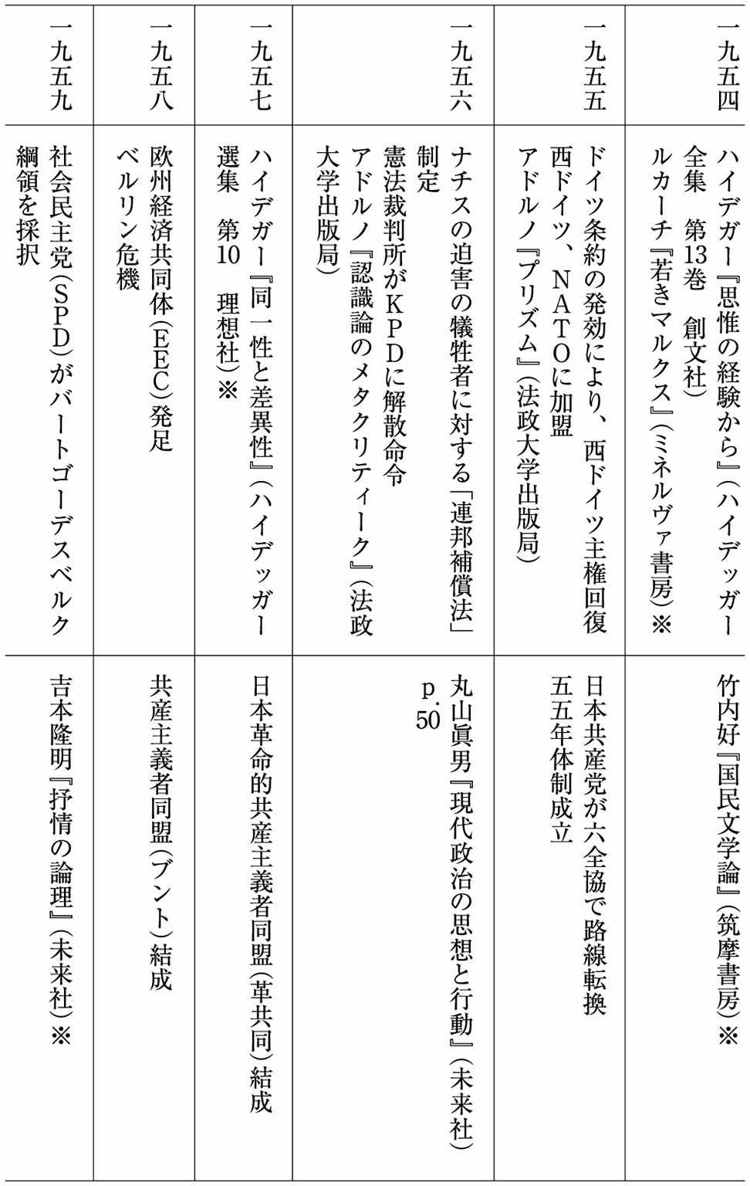 一九五四
ハイデガー『思惟の経験から』(ハイデッガー
全集　第13巻　創文社)
ルカーチ『若きマルクス』(ミネルヴァ書房)※
竹内好『国民文学論』(筑摩書房)※
一九五五
ドイツ条約の発効により、西ドイツ主権回復
西ドイツ、NATOに加盟
アドルノ『プリズム』(法政大学出版局)
日本共産党が六全協で路線転換
五五年体制成立
一九五六
ナチスの迫害の犠牲者に対する「連邦補償法」
制定
憲法裁判所がKPDに解散命令
アドルノ『認識論のメタクリティーク』(法政
大学出版局)
丸山眞男『現代政治の思想と行動』(未来社)
p.50
一九五七
ハイデガー『同一性と差異性』(ハイデッガー
選集　第10　理想社)※
日本革命的共産主義者同盟(革共同)結成
一九五八
欧州経済共同体(EEC)発足
ベルリン危機
共産主義者同盟(ブント)結成
一九五九
社会民主党(SPD)がバートゴーデスベルク
綱領を採択
吉本隆明『抒情の論理』(未来社)※